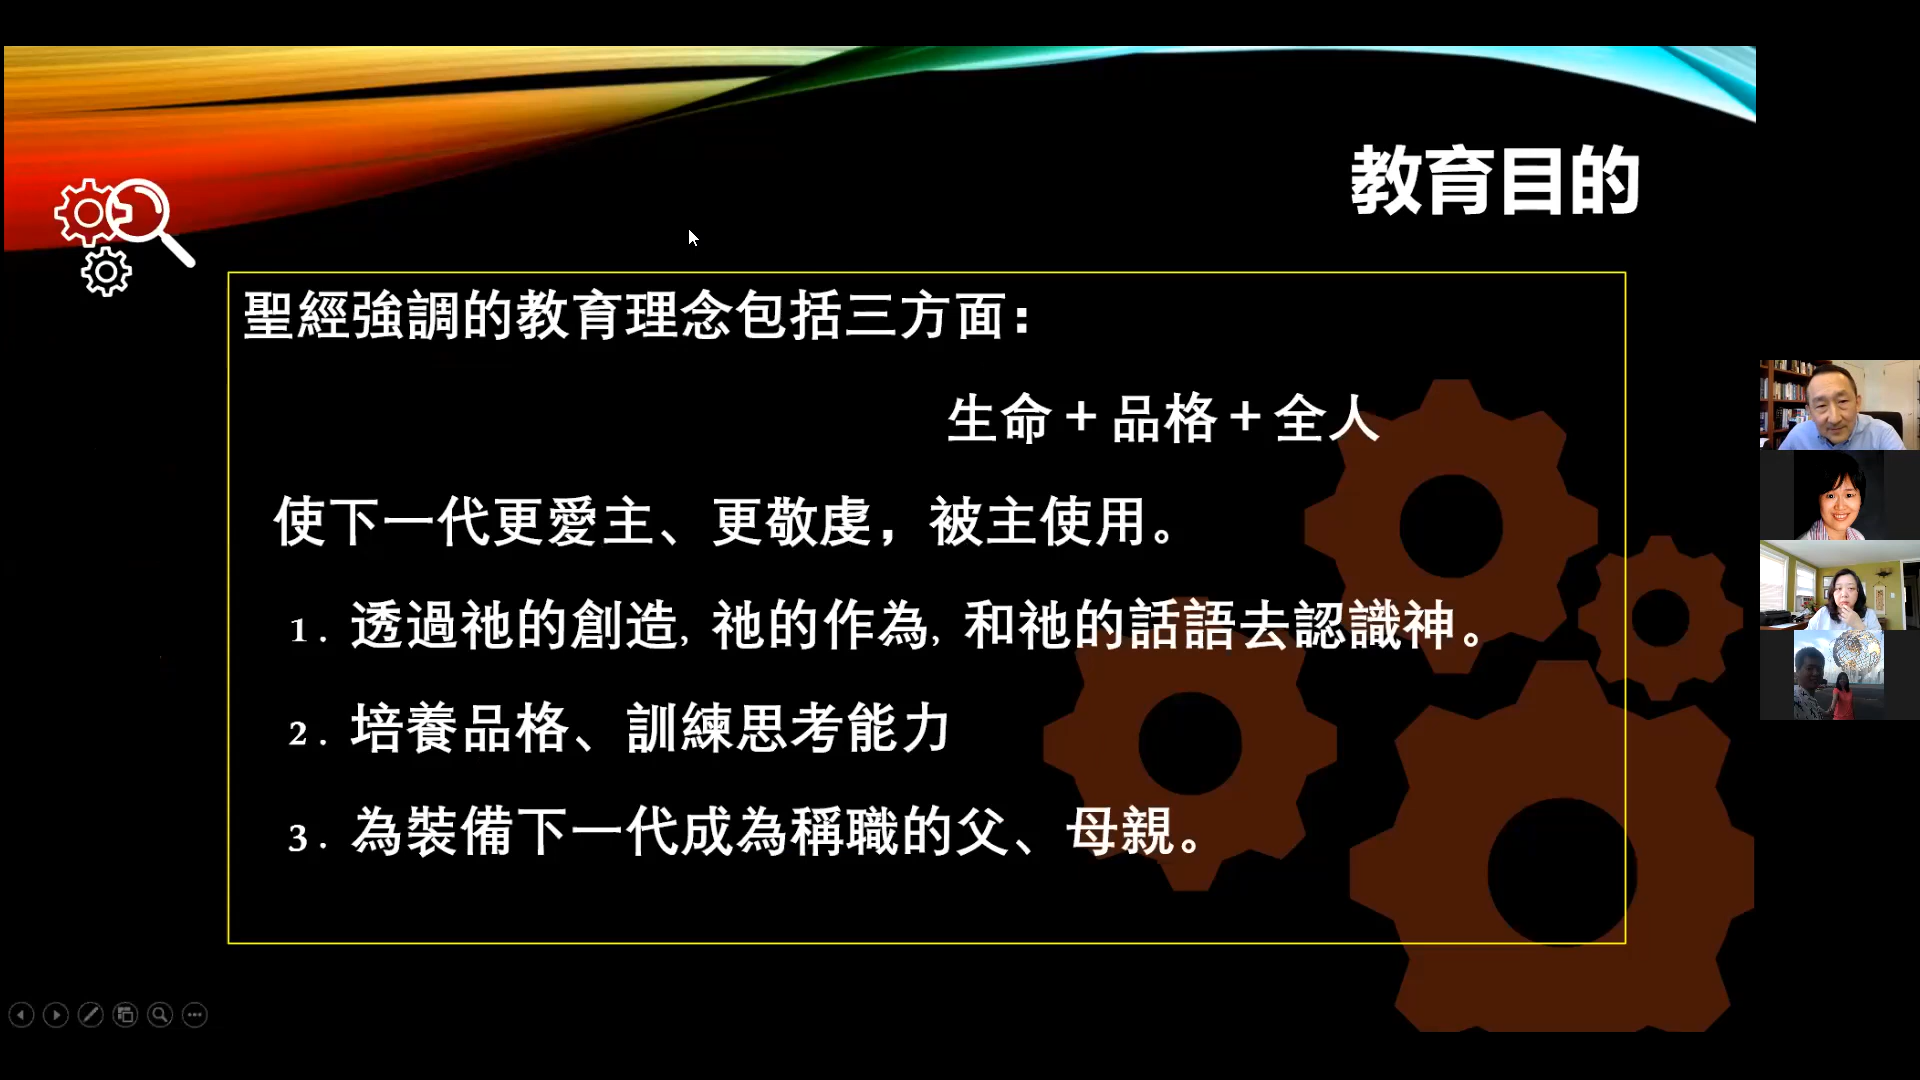 教育目的
聖經強調的教育理念包括三方面：
生命＋品格＋全人
使下一代更愛主、更敬虔，被主使用。
1. 透過祂的創造, 祂的作為, 和祂的話語去認識神。
2. 培養品格、訓練思考能力
3. 為裝備下一代成為稱職的父、母親。